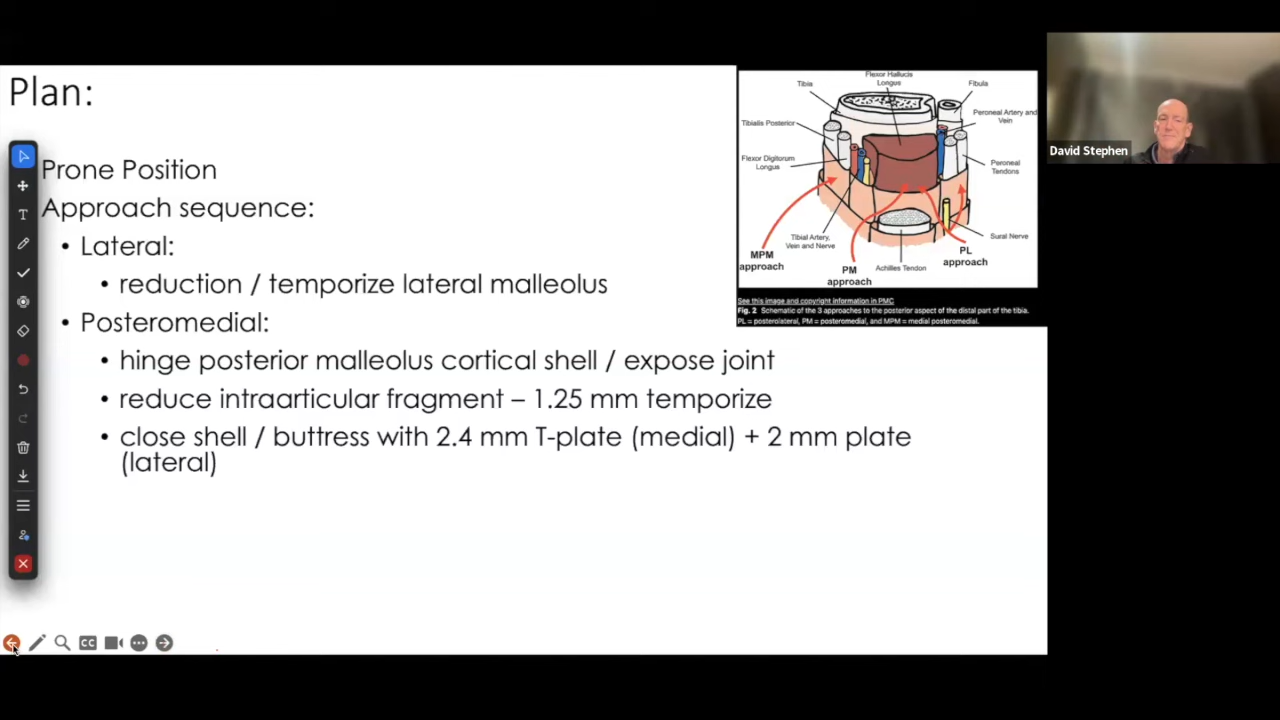 Plan:
Prone Position
Approach sequence:
• Lateral:
• reduction / temporize lateral malleolus
• Posteromedial:
• hinge posterior malleolus cortical shell / expose joint
• reduce intraarticular fragment – 1.25 mm temporize
• close shell / buttress with 2.4 mm T-plate (medial) + 2 mm plate
(lateral)
Flexor Hallucis
Longus
Tibia
Fibula
Peroneal Artery and
Vein
Tibialis Posterior
Flexor Digitorum
Longus
Peroneal
Tendons
Tibial Artery,
Vein and Nerve
Sural Nerve
MPM
approach
PM
approach
Achilles Tendon
PL
approach
See this image and copyright information in PMC
Fig. 2 Schematic of the 3 approaches to the posterior aspect of the distal part of the tibia.
PL = posterolateral, PM = posteromedial, and MPM = medial posteromedial.
David Stephen
T
CC